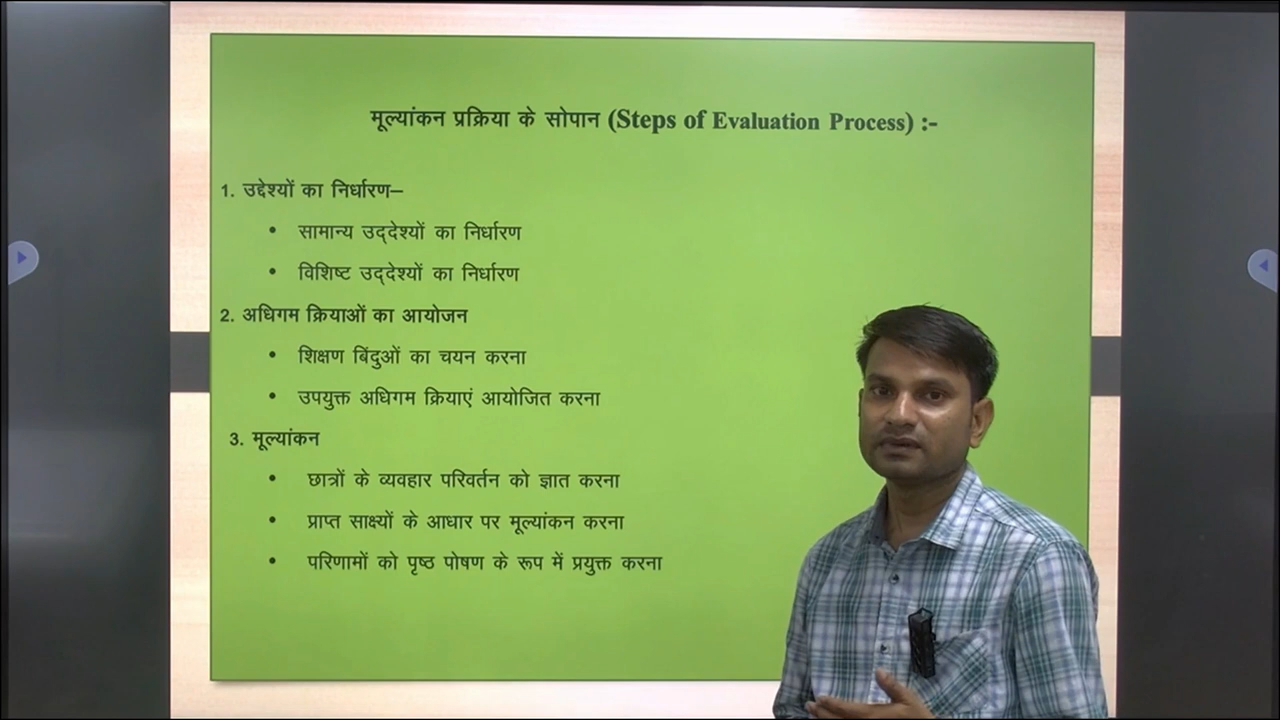 मूल्यांकन प्रक्रिया के सोपान (Steps of Evaluation Process) :-
1. उद्देश्यों का निर्धारण–
• सामान्य उद्‌देश्यों का निर्धारण
• विशिष्ट उद्‌देश्यों का निर्धारण
2. अधिगम क्रियाओं का आयोजन
• शिक्षण बिंदुओं का चयन करना
• उपयुक्त अधिगम क्रियाएं आयोजित करना
3. मूल्यांकन
• छात्रों के व्यवहार परिवर्तन को ज्ञात करना
• प्राप्त साक्ष्यों के आधार पर मूल्यांकन करना
• परिणामों को पृष्ठ पोषण के रूप में प्रयुक्त करना